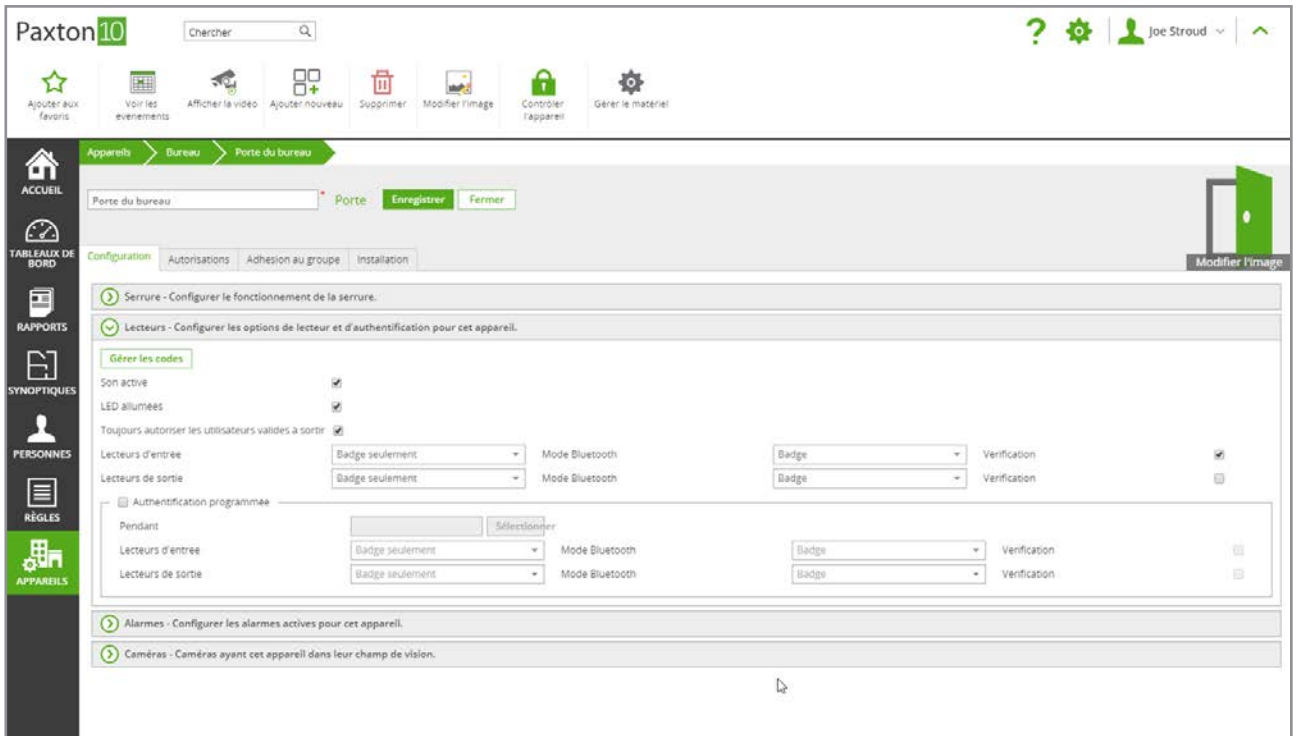 Paxton10
Chercher
Joe Stroud
Ajouter aux favoris
Voir les evenements
Afficher la video
Ajouter nouveau
Supprimer
Modifier l'image
Contrôler l'appareil
Gérer le materiel
ACCUEIL
TABLEAUX DE BORD
RAPPORTS
SYNOPTIQUES
PERSONNES
RÈGLES
APPAREILS
Appareils Bureau Porte du bureau
Porte du bureau * Porte Enregistrer Fermer
Modifier l'image
Configuration Autorisations Adhesion au groupe Installation
Serrure - Configurer le fonctionnement de la serrure.
Lecteurs - Configurer les options de lecteur et d'authentification pour cet appareil.
Gérer les codes
Son active
LED allumees
Toujours autoriser les utilisateurs valides a sortir
Lecteurs d'entree Badge seulement Mode Bluetooth Badge Verification
Lecteurs de sortie Badge seulement Mode Bluetooth Badge Verification
Authentification programmee
Pendant Sélectionner
Lecteurs d'entree Badge seulement Mode Bluetooth Badge Verification
Lecteurs de sortie Badge seulement Mode Bluetooth Badge Verification
Alarmes - Configurer les alarmes actives pour cet appareil.
Caméras - Caméras ayant cet appareil dans leur champ de vision.